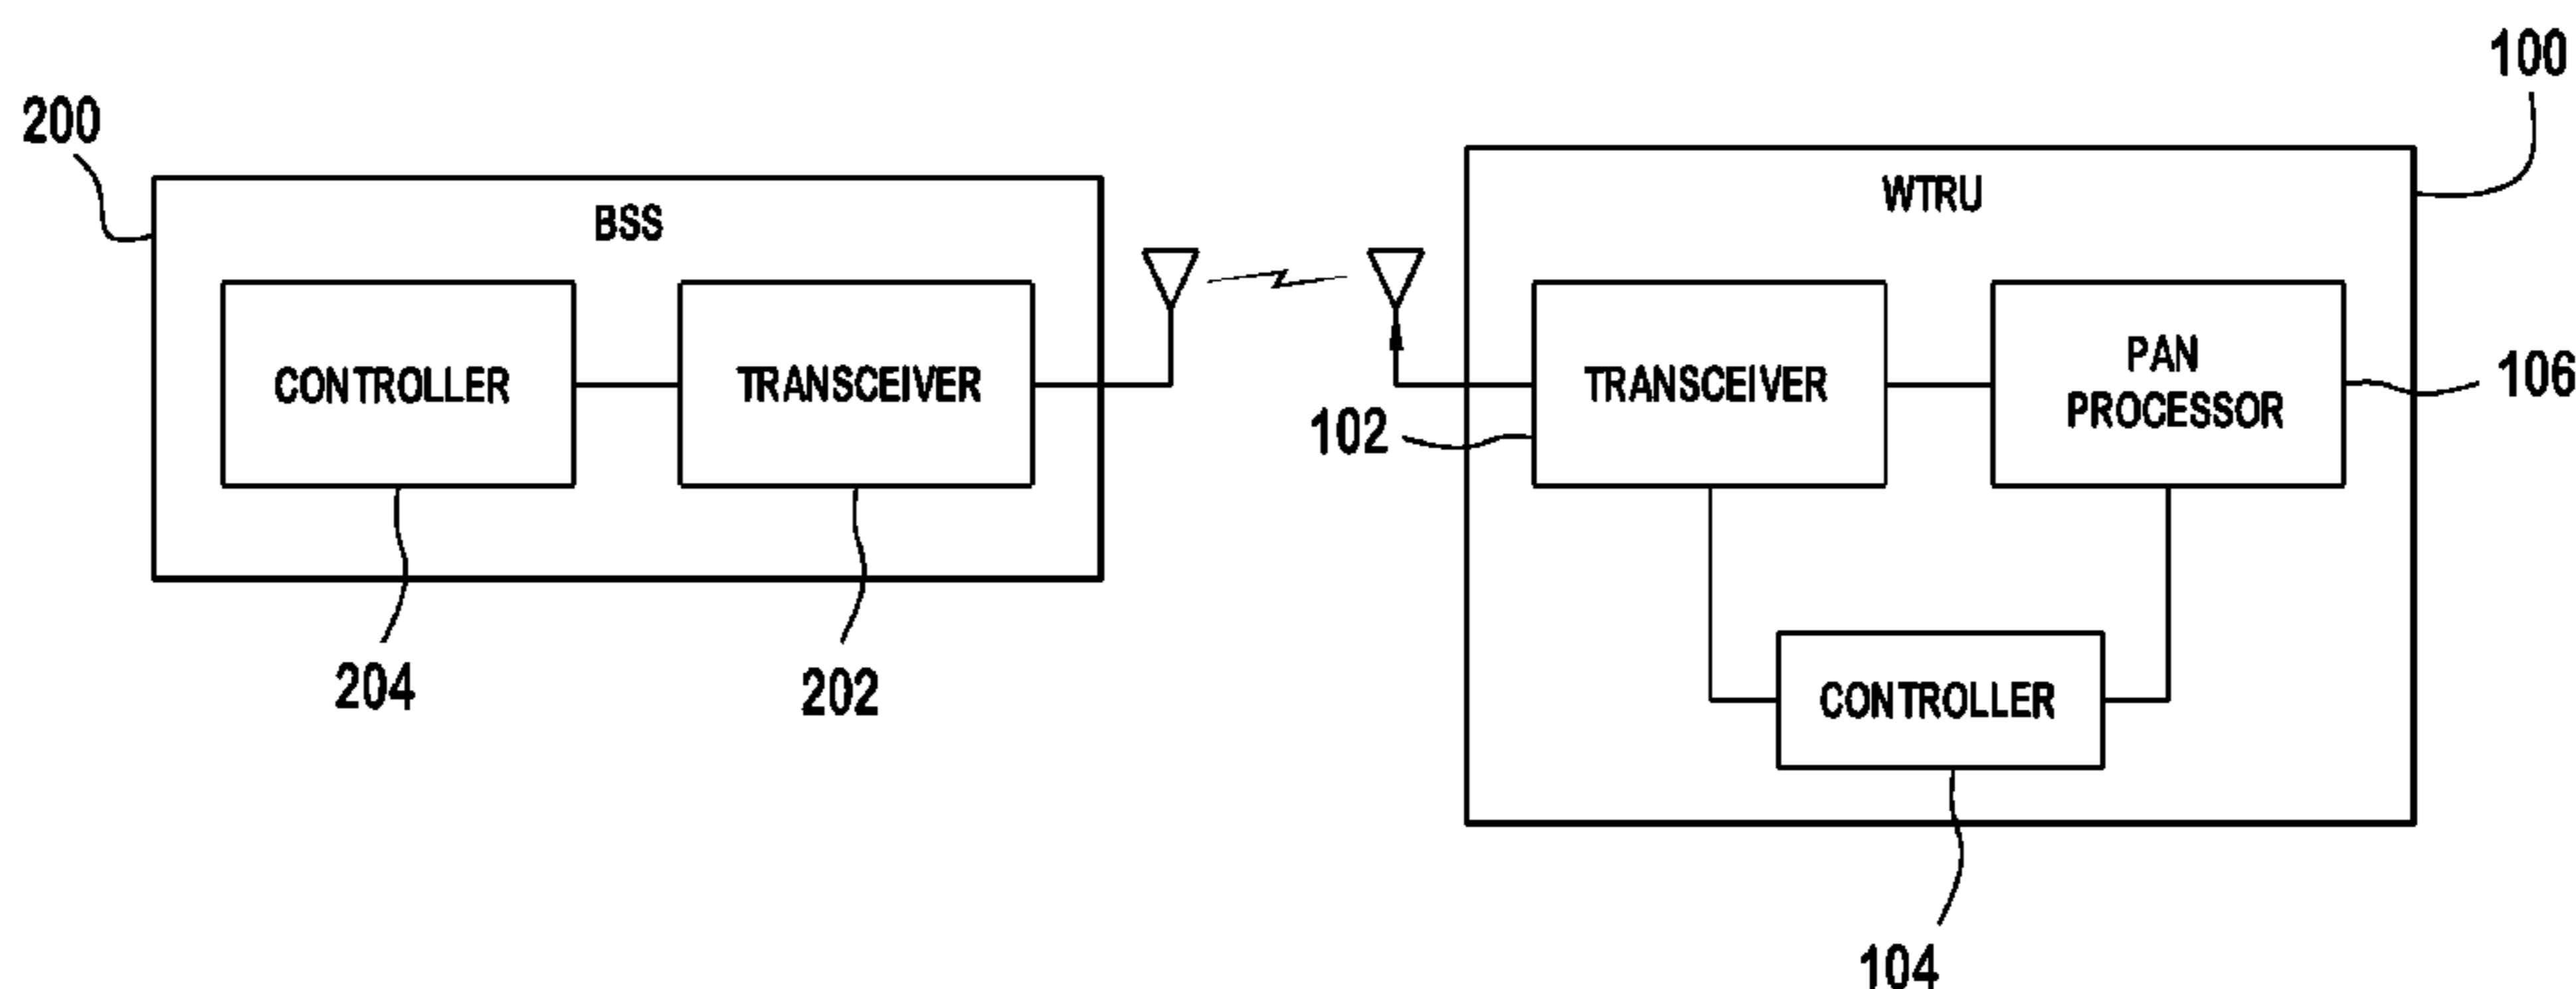 100
200
BSS
WTRU
CONTROLLER
TRANSCEIVER
TRANSCEIVER
PAN
PROCESSOR
106
102
204
202
CONTROLLER
104